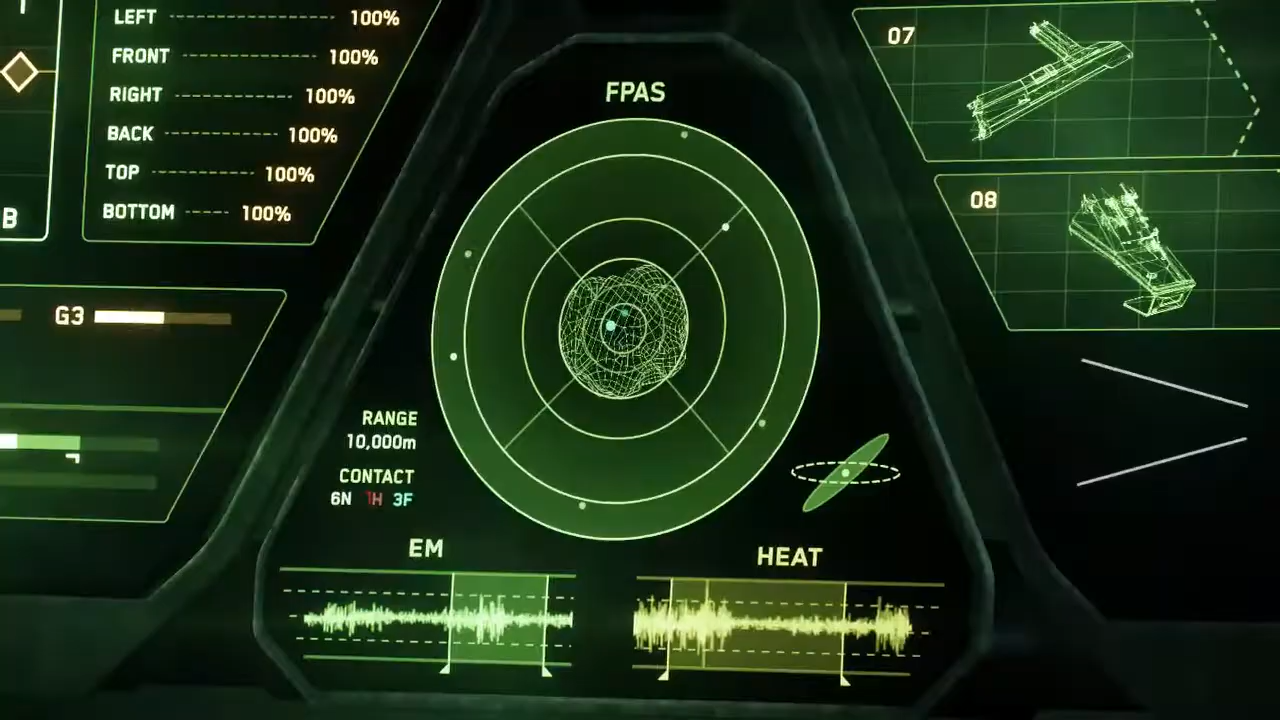 LEFT 100%
FRONT 100%
RIGHT 100%
BACK 100%
TOP 100%
BOTTOM 100%
B
G3
FPAS
RANGE
10,000m
CONTACT
6N 1H 3F
EM
HEAT
07
08